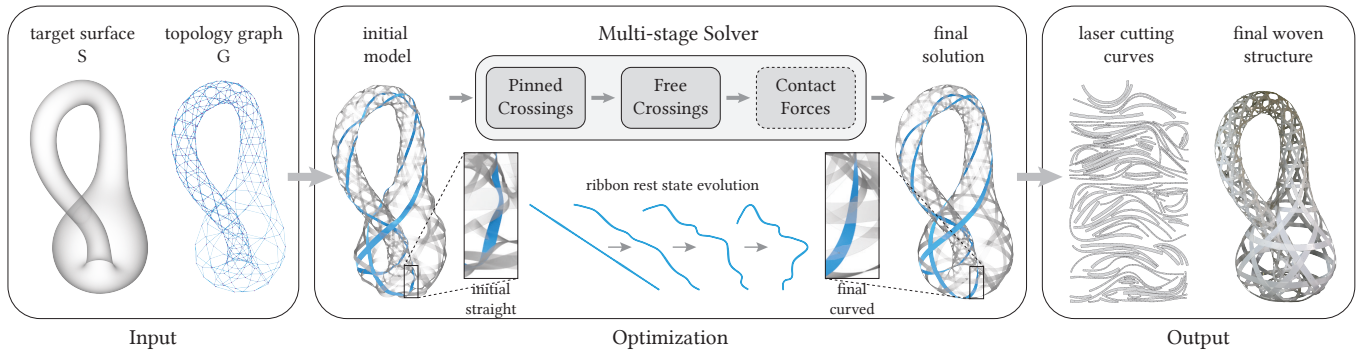 target surface
S
topology graph
G
Input
initial
model
Multi-stage Solver
Pinned
Crossings
Free
Crossings
Contact
Forces
final
solution
ribbon rest state evolution
initial
straight
final
curved
Optimization
laser cutting
curves
final woven
structure
Output